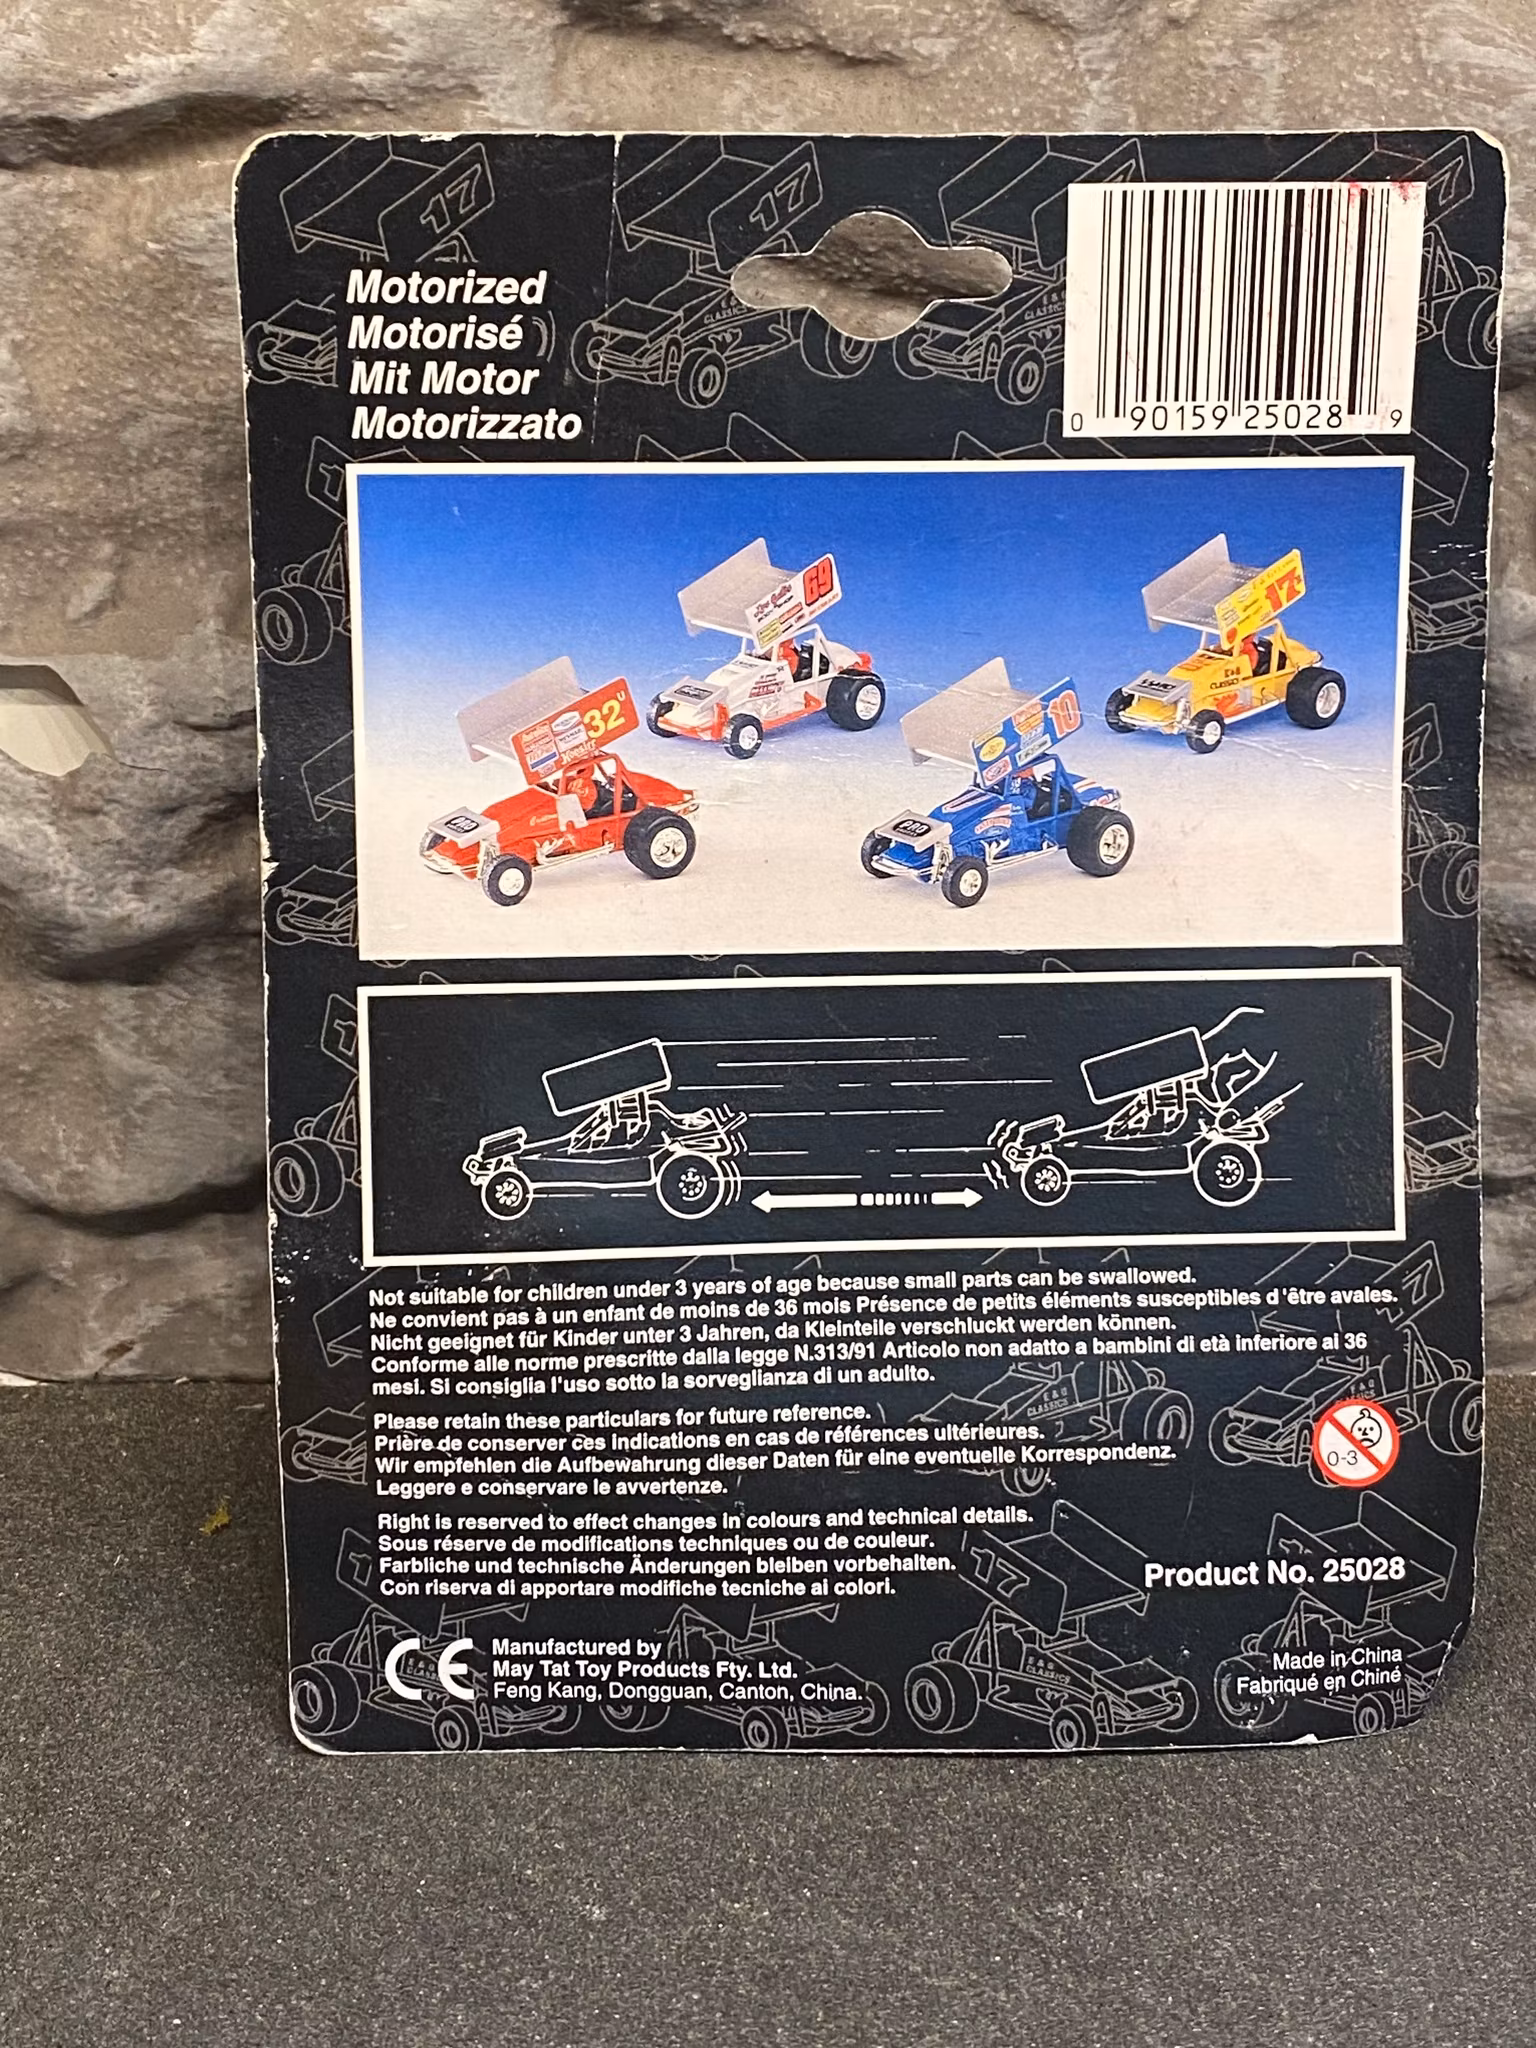 Motorized
Motorisé
Mit Motor
Motorizzato
0 90159 25028 9
69
17
32 U
10
PRO
E & G
CLASSICS
Not suitable for children under 3 years of age because small parts can be swallowed.
Ne convient pas à un enfant de moins de 36 mois Présence de petits éléments susceptibles d'être avales.
Nicht geeignet für Kinder unter 3 Jahren, da Kleinteile verschluckt werden können.
Conforme alle norme prescritte dalla legge N.313/91 Articolo non adatto a bambini di età inferiore ai 36
mesi. Si consiglia l'uso sotto la sorveglianza di un adulto.
Please retain these particulars for future reference.
Prière de conserver ces indications en cas de références ultérieures.
Wir empfehlen die Aufbewahrung dieser Daten für eine eventuelle Korrespondenz.
Leggere e conservare le avvertenze.
0-3
Right is reserved to effect changes in colours and technical details.
Sous réserve de modifications techniques ou de couleur.
Farbliche und technische Änderungen bleiben vorbehalten.
Con riserva di apportare modifiche tecniche ai colori.
Product No. 25028
CE
Manufactured by
May Tat Toy Products Fty. Ltd.
Feng Kang, Dongguan, Canton, China.
Made in China
Fabriqué en Chiné